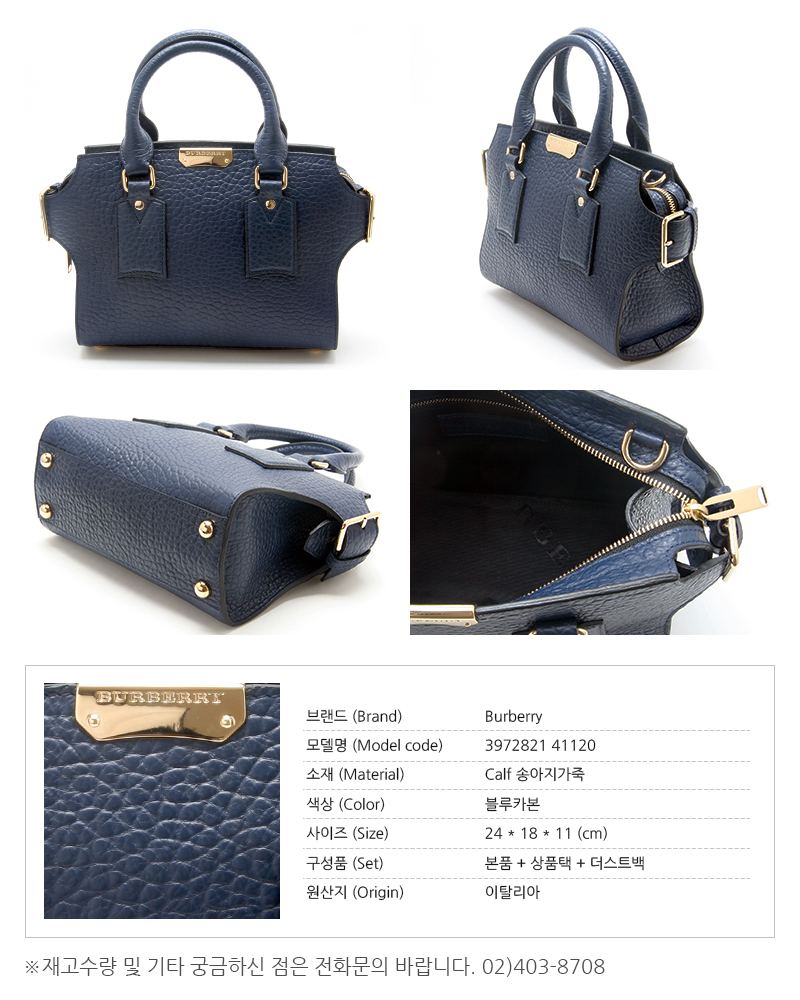 BURBERRY
BURBERRY
브랜드 (Brand) Burberry
모델명 (Model code) 3972821 41120
소재 (Material) Calf 송아지가죽
색상 (Color) 블루카본
사이즈 (Size) 24 * 18 * 11 (cm)
구성품 (Set) 본품 + 상품택 + 더스트백
원산지 (Origin) 이탈리아
※재고수량 및 기타 궁금하신 점은 전화문의 바랍니다. 02)403-8708